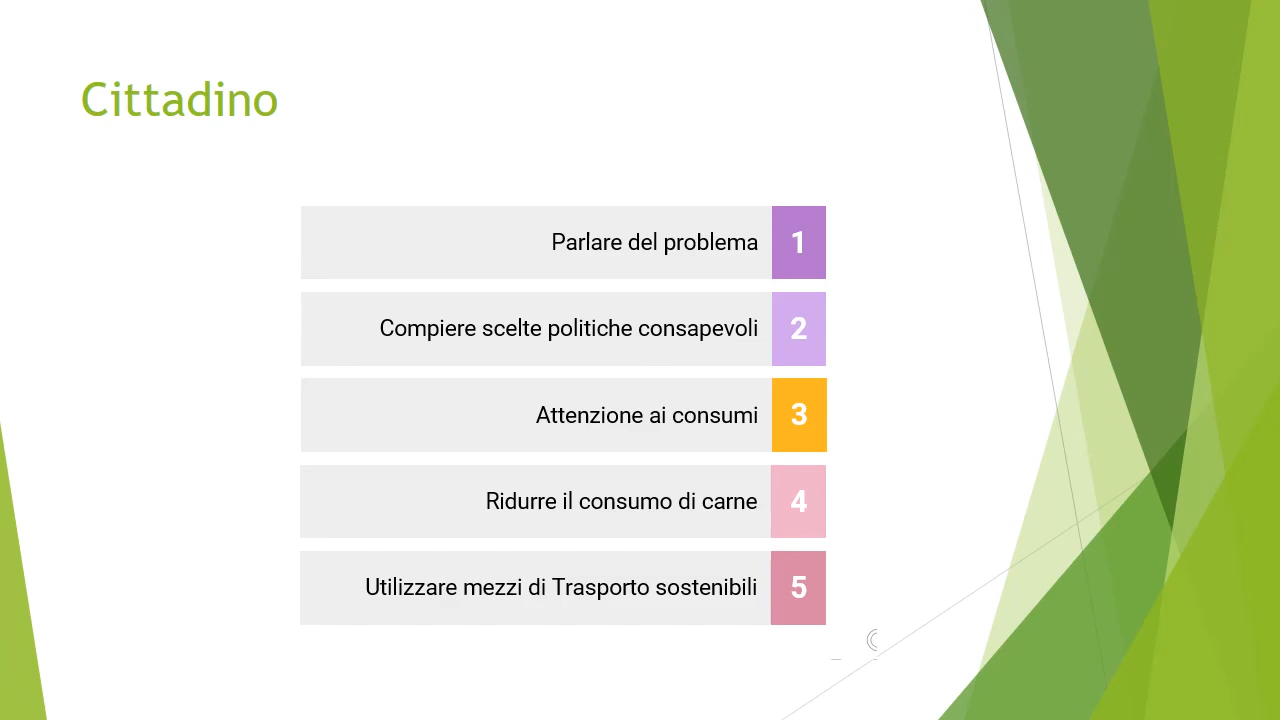 Cittadino
Parlare del problema 1
Compiere scelte politiche consapevoli 2
Attenzione ai consumi 3
Ridurre il consumo di carne 4
Utilizzare mezzi di Trasporto sostenibili 5